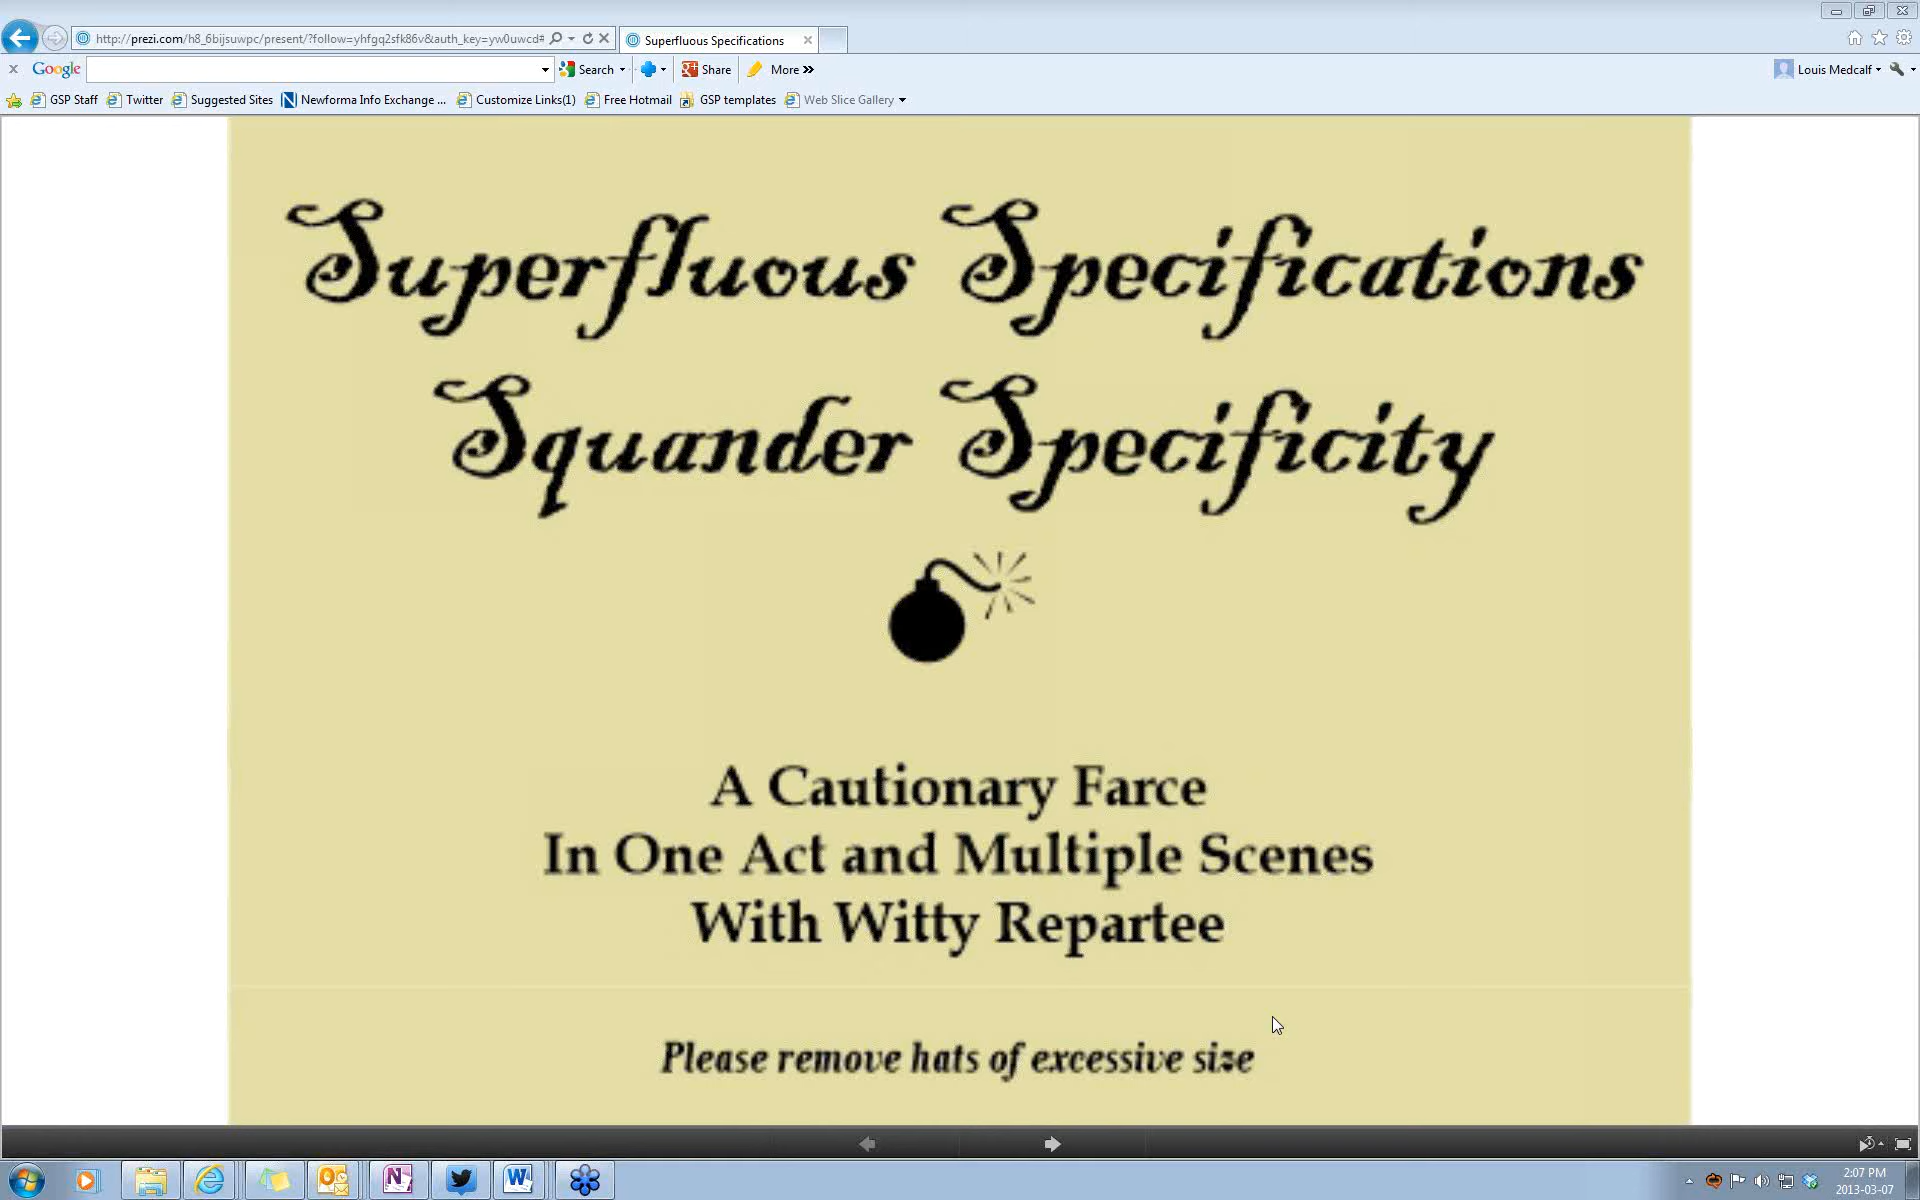 http://prezi.com/h8_6bijsuwpc/present/?follow=yhfgq2sfk86v&auth_key=yw0uwcd#
Superfluous Specifications
Google
Search
Share
More
Louis Medcalf
GSP Staff
Twitter
Suggested Sites
Newforma Info Exchange ...
Customize Links(1)
Free Hotmail
GSP templates
Web Slice Gallery
Superfluous Specifications
Squander Specificity
A Cautionary Farce
In One Act and Multiple Scenes
With Witty Repartee
Please remove hats of excessive size
2:07 PM
2013-03-07